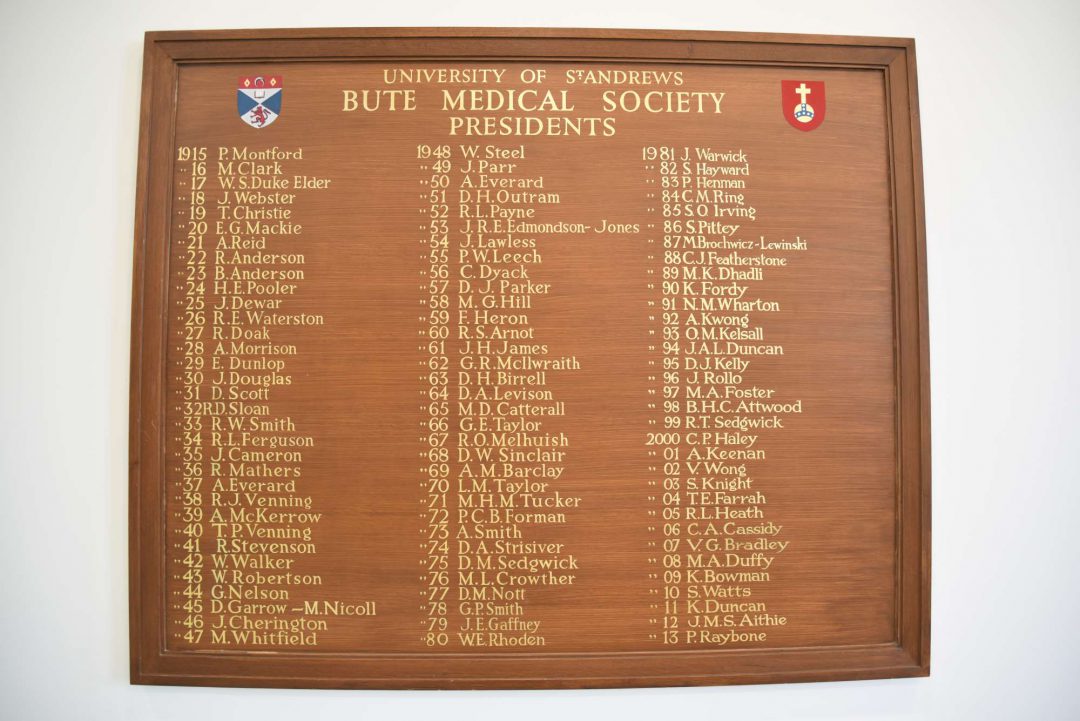 UNIVERSITY OF ST ANDREWS
BUTE MEDICAL SOCIETY
PRESIDENTS
1915 P. Montford
" 16 M. Clark
" 17 W. S. Duke Elder
" 18 J. Webster
" 19 T. Christie
" 20 E. G. Mackie
" 21 A. Reid
" 22 R. Anderson
" 23 B. Anderson
" 24 H. E. Pooler
" 25 J. Dewar
" 26 R. E. Waterston
" 27 R. Doak
" 28 A. Morrison
" 29 E. Dunlop
" 30 J. Douglas
" 31 D. Scott
" 32 R.D. Sloan
" 33 R. W. Smith
" 34 R. L. Ferguson
" 35 J. Cameron
" 36 R. Mathers
" 37 A. Everard
" 38 R. J. Venning
" 39 A. McKerrow
" 40 T. P. Venning
" 41 R. Stevenson
" 42 W. Walker
" 43 W. Robertson
" 44 G. Nelson
" 45 D. Garrow – M. Nicoll
" 46 J. Cherington
" 47 M. Whitfield
1948 W. Steel
" 49 J. Parr
" 50 A. Everard
" 51 D. H. Outram
" 52 R. L. Payne
" 53 J. R. E. Edmondson-Jones
" 54 J. Lawless
" 55 P. W. Leech
" 56 C. Dyack
" 57 D. J. Parker
" 58 M. G. Hill
" 59 F. Heron
" 60 R. S. Arnot
" 61 J. H. James
" 62 G. R. McIlwraith
" 63 D. H. Birrell
" 64 D. A. Levison
" 65 M. D. Catterall
" 66 G. E. Taylor
" 67 R. O. Melhuish
" 68 D. W. Sinclair
" 69 A. M. Barclay
" 70 L. M. Taylor
" 71 M. H. M. Tucker
" 72 P. C. B. Forman
" 73 A. Smith
" 74 D. A. Strisiver
" 75 D. M. Sedgwick
" 76 M. L. Crowther
" 77 D. M. Nott
" 78 G. P. Smith
" 79 J. E. Gaffney
" 80 W. E. Rhoden
1981 J. Warwick
" 82 S. Hayward
" 83 P. Henman
" 84 C. M. Ring
" 85 S. O. Irving
" 86 S. Pittey
" 87 M. Brochwicz-Lewinski
" 88 C. J. Featherstone
" 89 M. K. Dhadli
" 90 K. Fordy
" 91 N. M. Wharton
" 92 A. Kwong
" 93 O. M. Kelsall
" 94 J. A. L. Duncan
" 95 D. J. Kelly
" 96 J. Rollo
" 97 M. A. Foster
" 98 B. H. C. Attwood
" 99 R. T. Sedgwick
2000 C. P. Haley
" 01 A. Keenan
" 02 V. Wong
" 03 S. Knight
" 04 T. E. Farrah
" 05 R. L. Heath
" 06 C. A. Cassidy
" 07 V. G. Bradley
" 08 M. A. Duffy
" 09 K. Bowman
" 10 S. Watts
" 11 K. Duncan
" 12 J. M. S. Aithie
" 13 P. Raybone